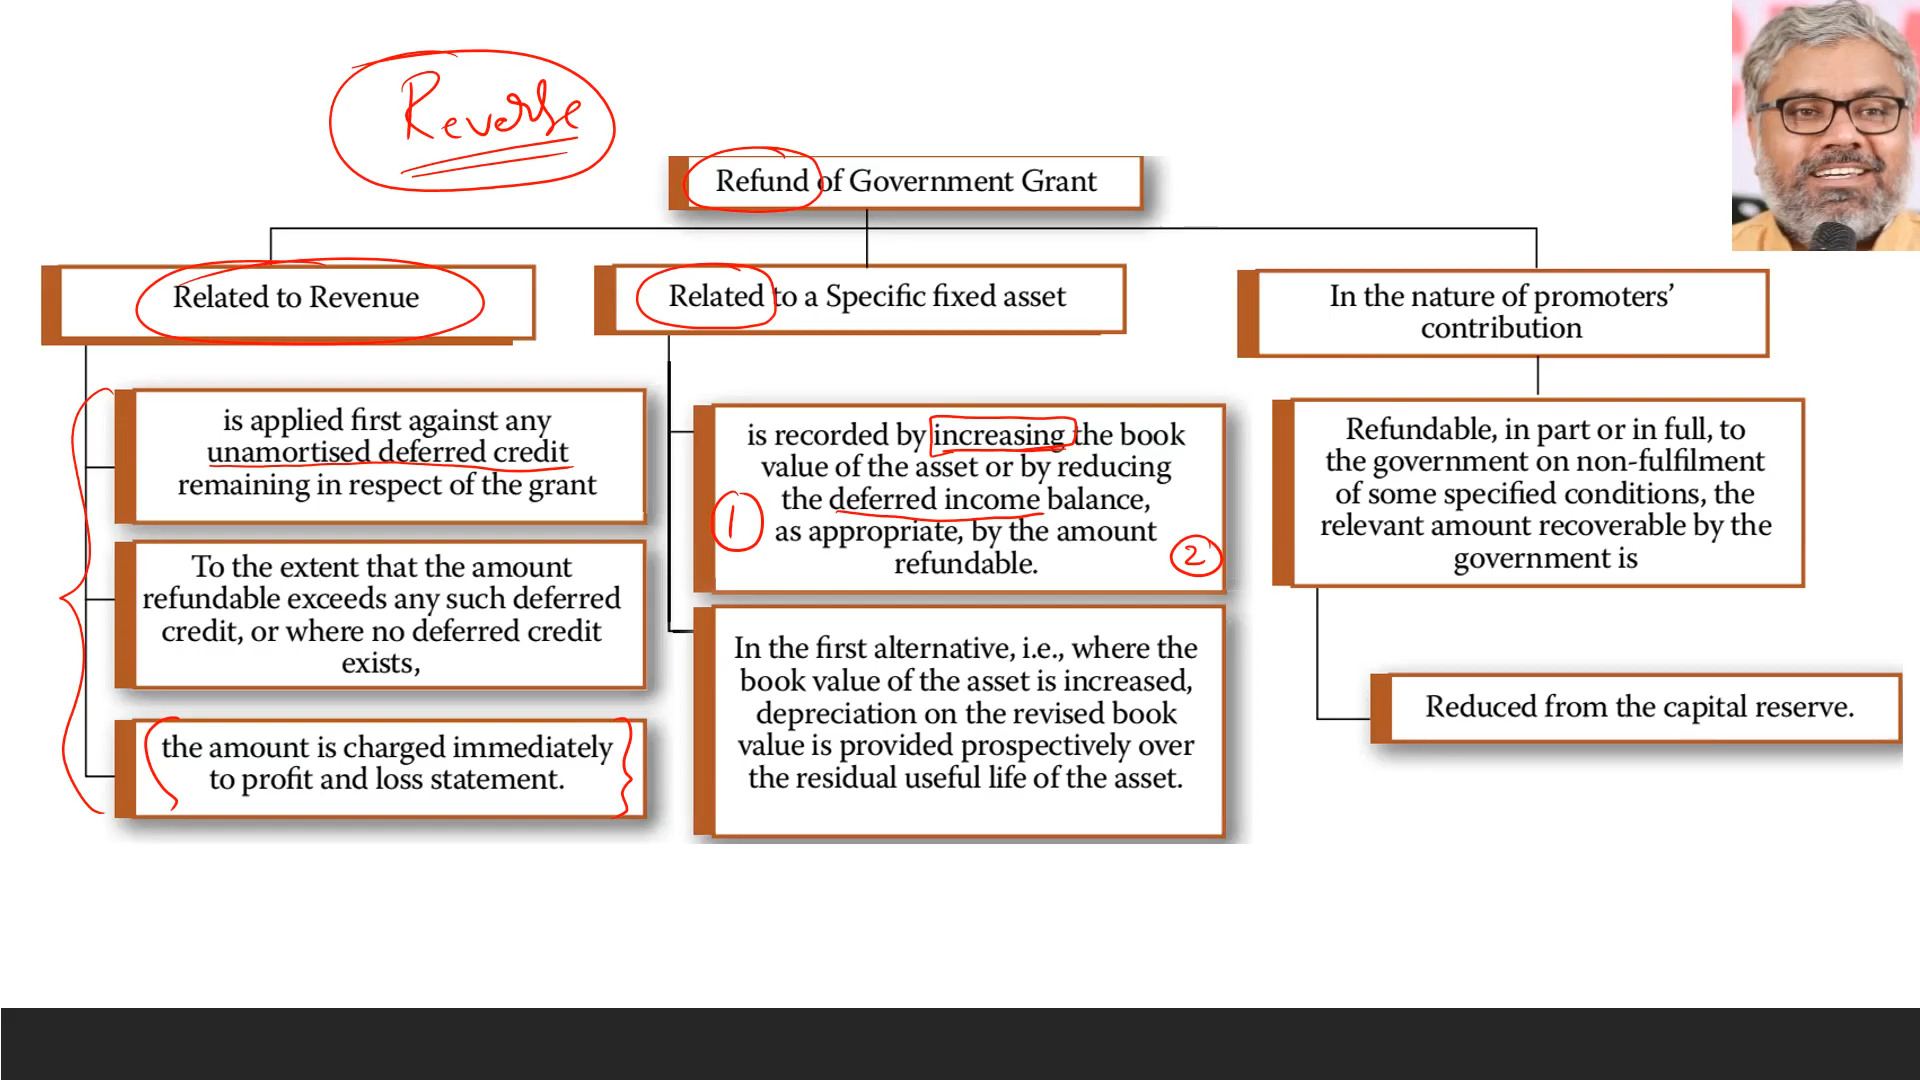 Reverse
Refund of Government Grant
Related to Revenue
is applied first against any
unamortised deferred credit
remaining in respect of the grant
To the extent that the amount
refundable exceeds any such deferred
credit, or where no deferred credit
exists,
the amount is charged immediately
to profit and loss statement.
Related to a Specific fixed asset
is recorded by increasing the book
value of the asset or by reducing
the deferred income balance,
as appropriate, by the amount
refundable.
1
2
In the first alternative, i.e., where the
book value of the asset is increased,
depreciation on the revised book
value is provided prospectively over
the residual useful life of the asset.
In the nature of promoters’
contribution
Refundable, in part or in full, to
the government on non-fulfilment
of some specified conditions, the
relevant amount recoverable by the
government is
Reduced from the capital reserve.